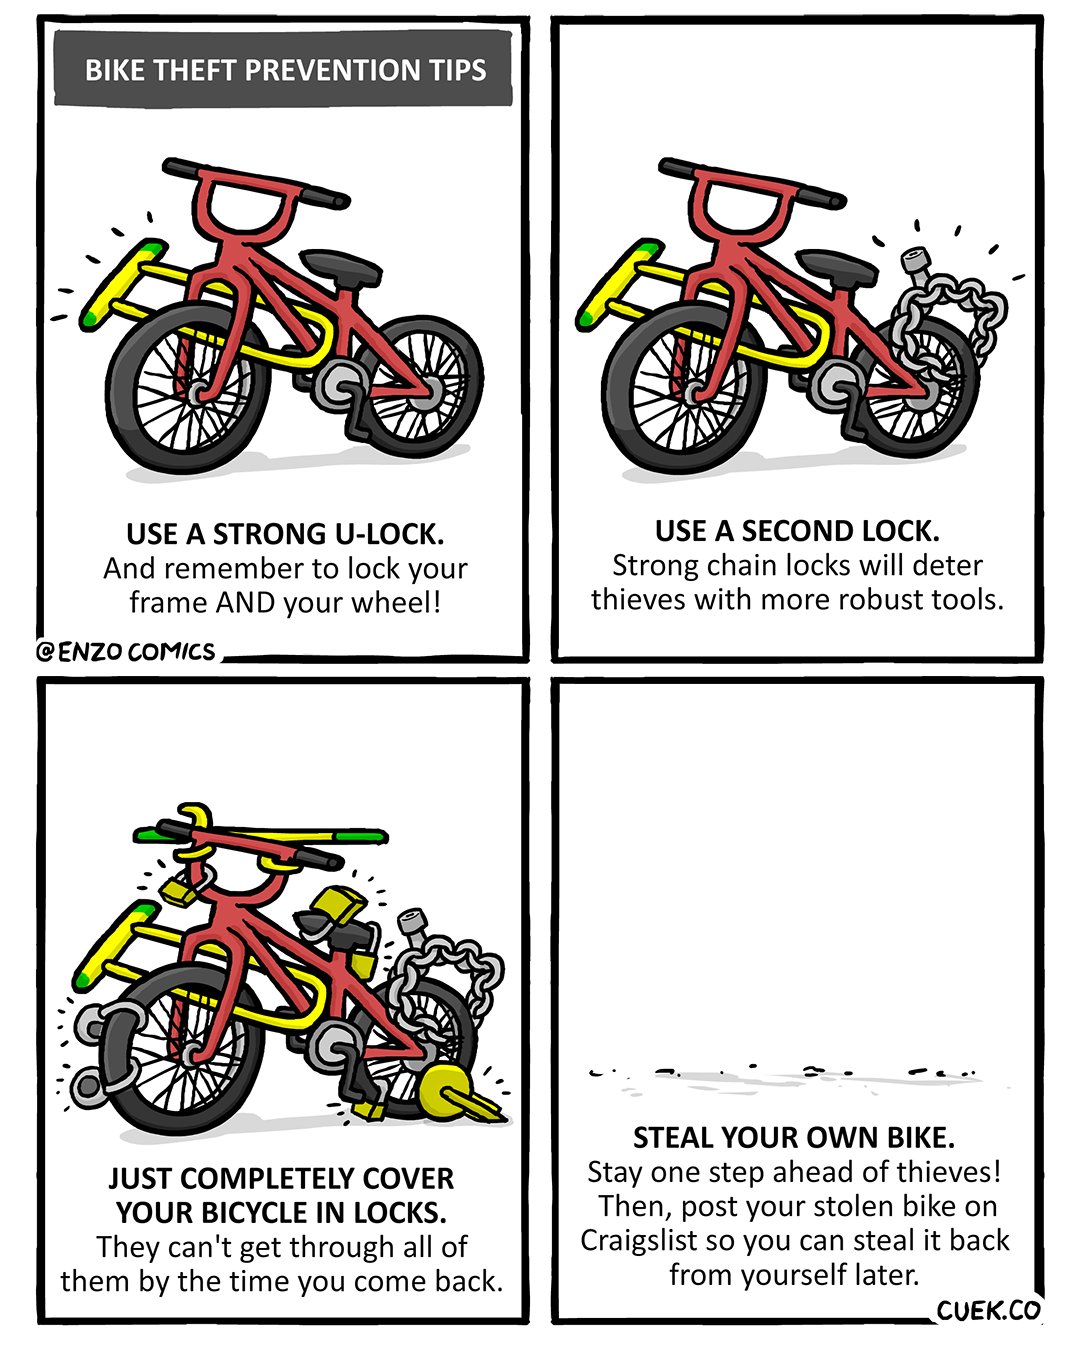 BIKE THEFT PREVENTION TIPS
USE A STRONG U-LOCK.
And remember to lock your
frame AND your wheel!
@ENZO COMICS
USE A SECOND LOCK.
Strong chain locks will deter
thieves with more robust tools.
JUST COMPLETELY COVER
YOUR BICYCLE IN LOCKS.
They can't get through all of
them by the time you come back.
STEAL YOUR OWN BIKE.
Stay one step ahead of thieves!
Then, post your stolen bike on
Craigslist so you can steal it back
from yourself later.
CUEK.CO